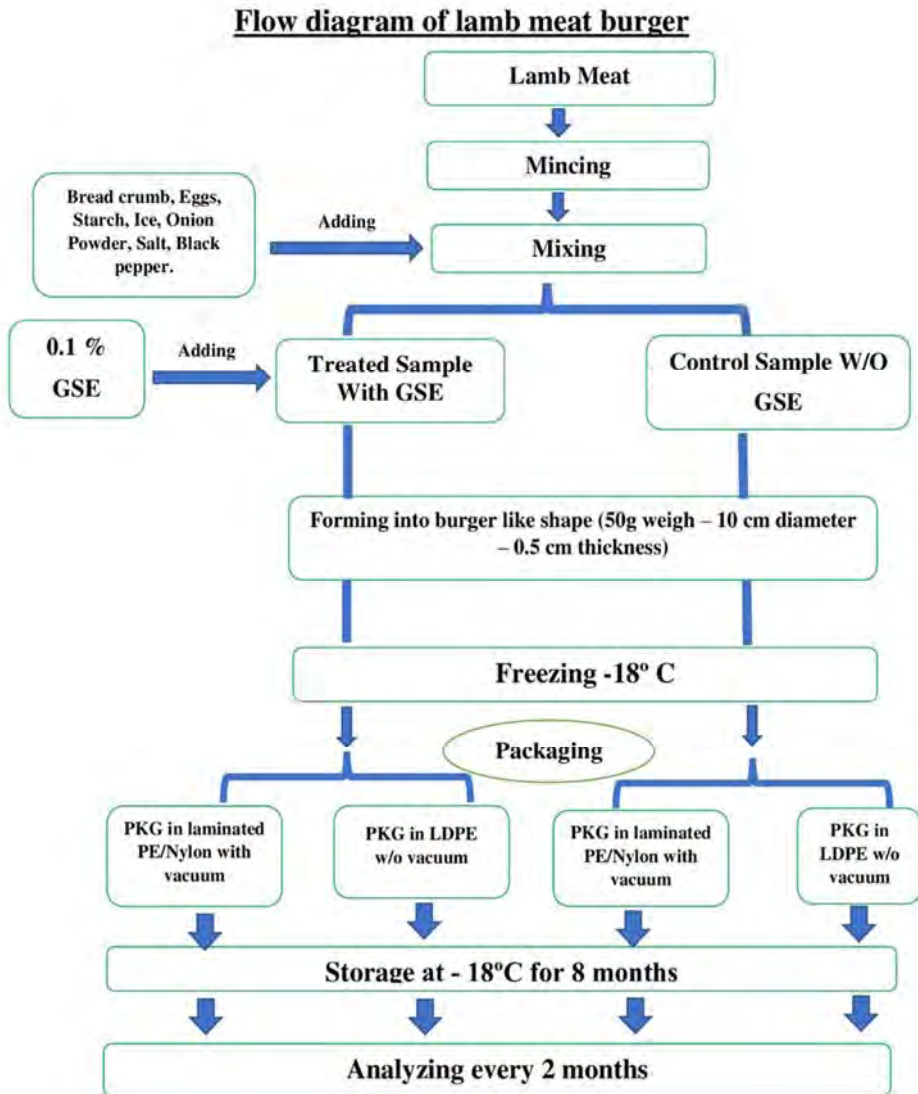 Flow diagram of lamb meat burger
Lamb Meat
Mincing
Bread crumb, Eggs,
Starch, Ice, Onion
Powder, Salt, Black
pepper.
Adding
Mixing
0.1 %
GSE
Adding
Treated Sample
With GSE
Control Sample W/O
GSE
Forming into burger like shape (50g weigh – 10 cm diameter
– 0.5 cm thickness)
Freezing -18º C
Packaging
PKG in laminated
PE/Nylon with
vacuum
PKG in LDPE
w/o vacuum
PKG in laminated
PE/Nylon with
vacuum
PKG in
LDPE w/o
vacuum
Storage at - 18ºC for 8 months
Analyzing every 2 months